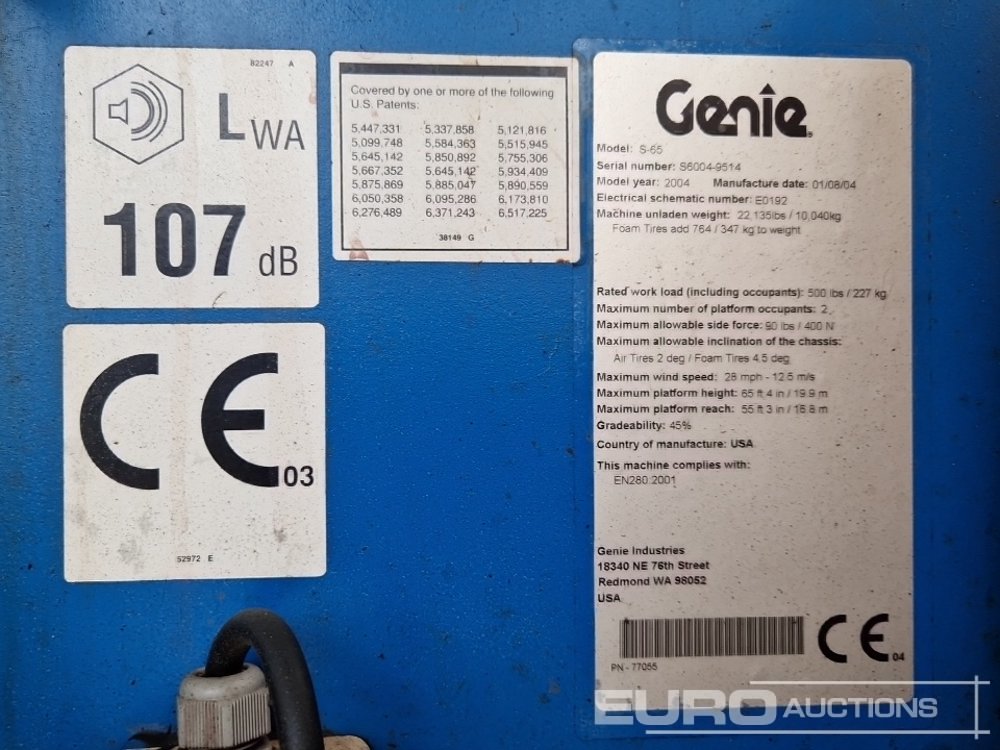 82247 A
LWA
107 dB
CE 03
52972 E
Covered by one or more of the following
U.S. Patents:
5,447,331 5,337,858 5,121,816
5,099,748 5,584,363 5,515,945
5,645,142 5,850,892 5,755,306
5,667,352 5,645,142 5,934,409
5,875,869 5,885,047 5,890,559
6,050,358 6,095,286 6,173,810
6,276,489 6,371,243 6,517,225
38149 G
Genie
Model: S-65
Serial number: S6004-9514
Model year: 2004 Manufacture date: 01/08/04
Electrical schematic number: E0192
Machine unladen weight: 22,135lbs / 10,040kg
Foam Tires add 764 / 347 kg to weight
Rated work load (including occupants): 500 lbs / 227 kg
Maximum number of platform occupants: 2
Maximum allowable side force: 90 lbs / 400 N
Maximum allowable inclination of the chassis:
Air Tires 2 deg / Foam Tires 4.5 deg
Maximum wind speed: 28 mph - 12.5 m/s
Maximum platform height: 65 ft 4 in / 19.9 m
Maximum platform reach: 55 ft 3 in / 16.8 m
Gradeability: 45%
Country of manufacture: USA
This machine complies with:
EN280:2001
Genie Industries
18340 NE 76th Street
Redmond WA 98052
USA
PN - 77055
CE 04
EURO AUCTIONS